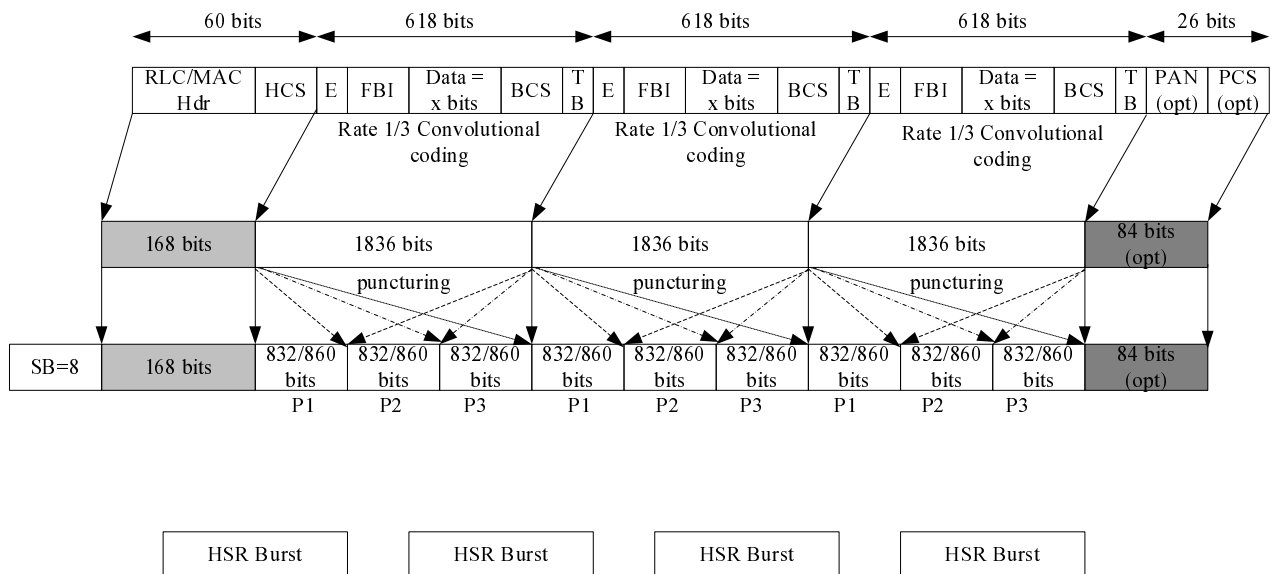 60 bits
618 bits
618 bits
618 bits
26 bits
RLC/MAC
Hdr
HCS
E
FBI
Data =
x bits
BCS
T
B
E
FBI
Data =
x bits
BCS
T
B
E
FBI
Data =
x bits
BCS
T
B
PAN
(opt)
PCS
(opt)
Rate 1/3 Convolutional
coding
Rate 1/3 Convolutional
coding
Rate 1/3 Convolutional
coding
168 bits
1836 bits
1836 bits
1836 bits
84 bits
(opt)
puncturing
puncturing
puncturing
SB=8
168 bits
832/860
bits
832/860
bits
832/860
bits
832/860
bits
832/860
bits
832/860
bits
832/860
bits
832/860
bits
832/860
bits
84 bits
(opt)
P1
P2
P3
P1
P2
P3
P1
P2
P3
HSR Burst
HSR Burst
HSR Burst
HSR Burst